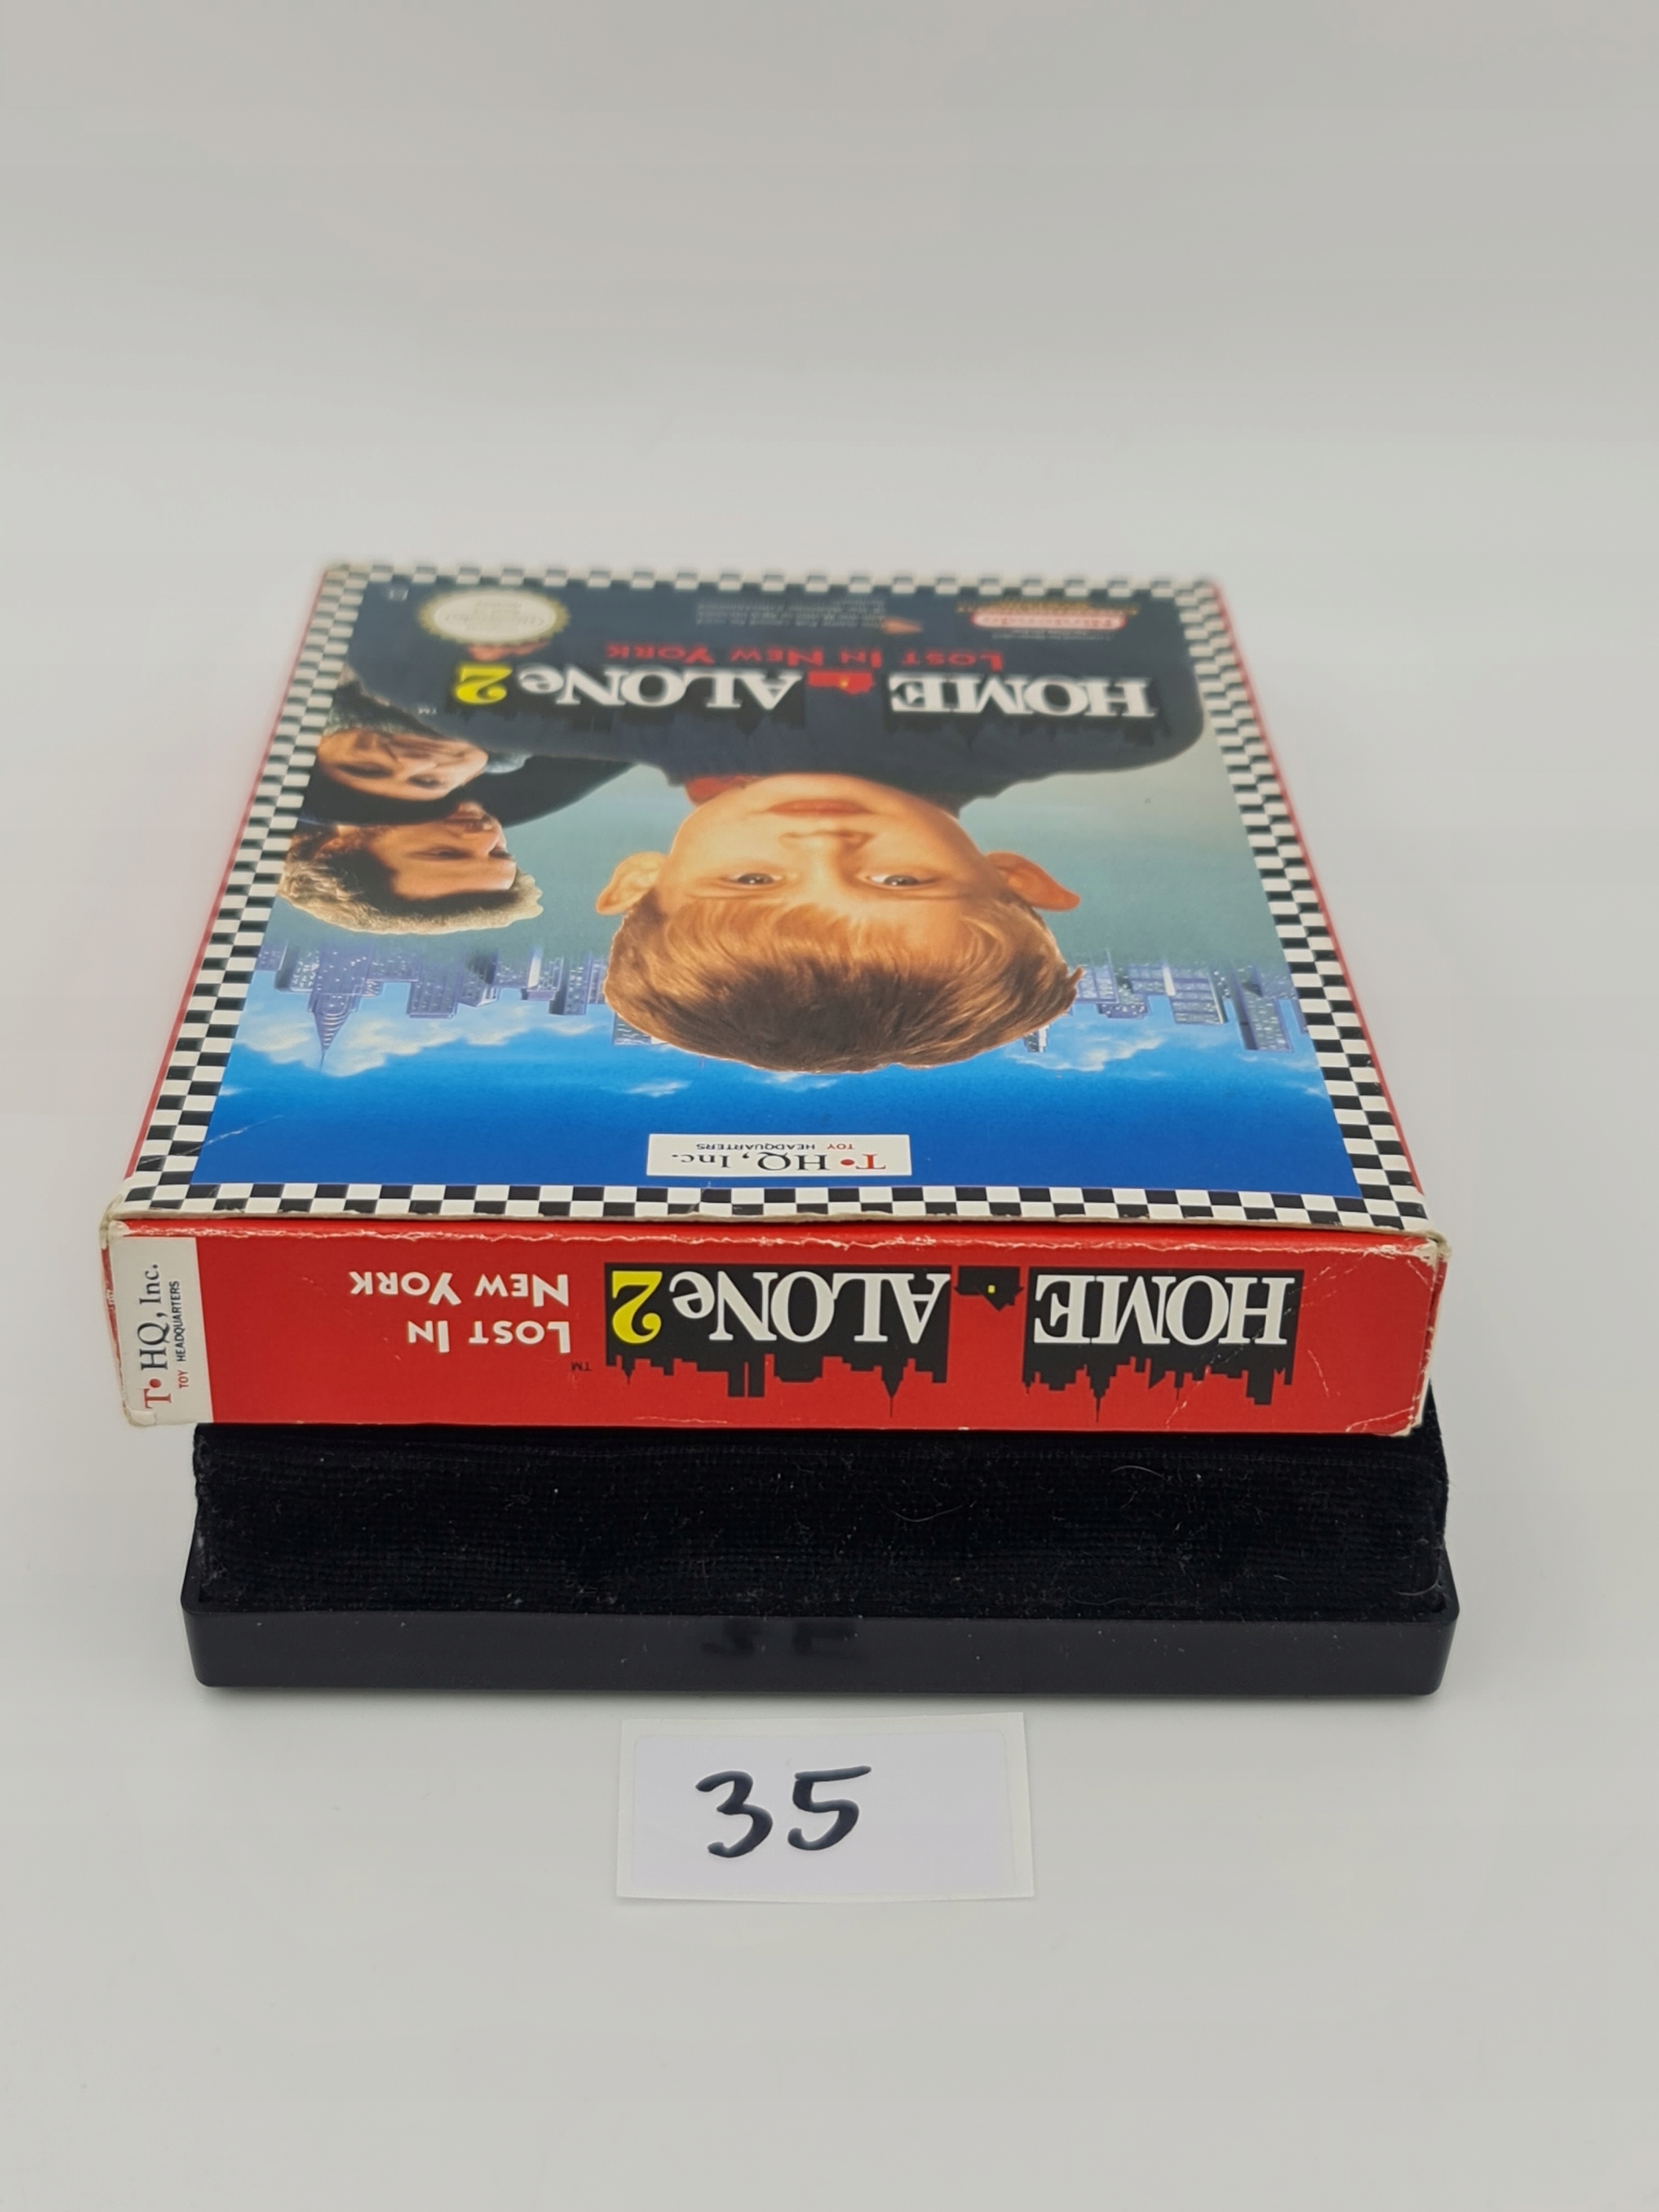 LOST IN NEW YORK
HOME ALONe 2
TM
T•HQ, Inc.
TOY HEADQUARTERS
HOME ALONe 2
TM
LOST IN
NEW YORK
T•HQ, Inc.
TOY HEADQUARTERS
35